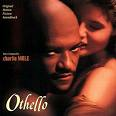 Original
Motion
Picture
Soundtrack
charlie MOLE
Othello